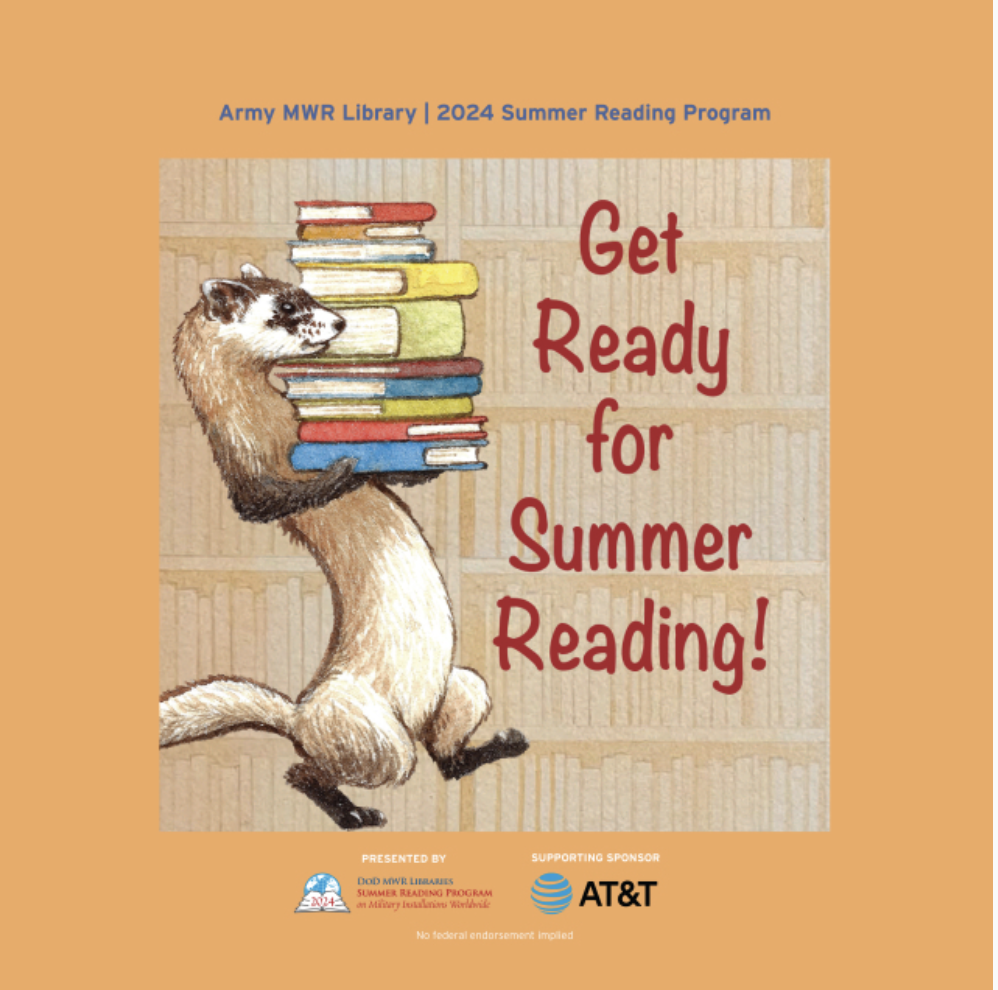 Army MWR Library | 2024 Summer Reading Program
Get
Ready
for
Summer
Reading!
PRESENTED BY
2024
DoD MWR Libraries
Summer Reading Program
on Military Installations Worldwide
SUPPORTING SPONSOR
AT&T
No federal endorsement implied